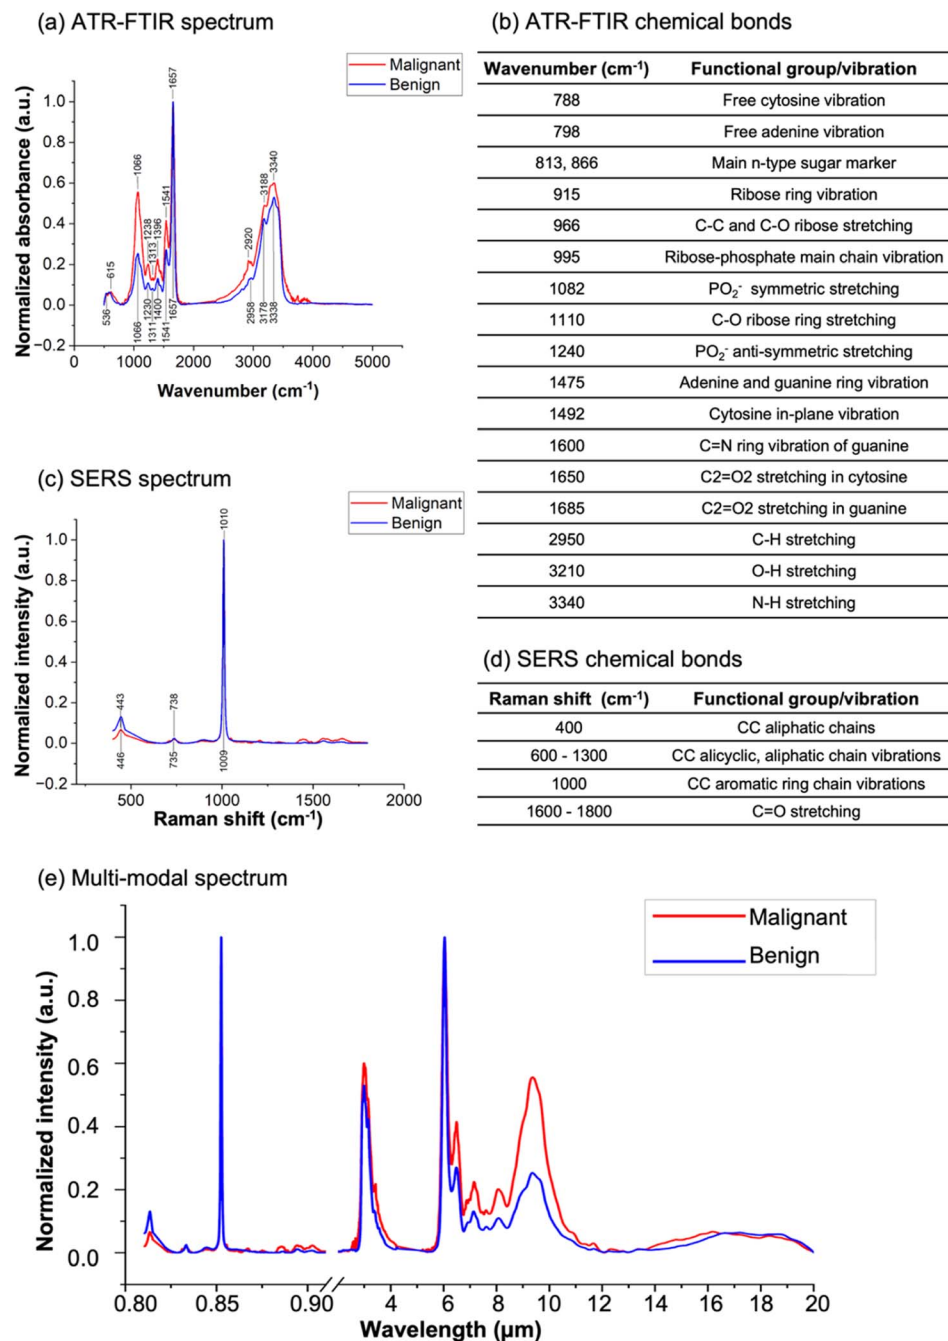 (a) ATR-FTIR spectrum
Malignant
Benign
1657
1.0
0.8
0.6
0.4
0.2
0.0
−0.2
1066
1238
1313
1396
1541
2920
3188
3340
615
536
1066
1230
1311
1400
1541
1657
2958
3178
3338
0 1000 2000 3000 4000 5000
Normalized absorbance (a.u.)
Wavenumber (cm-1)
(b) ATR-FTIR chemical bonds
Wavenumber (cm-1) Functional group/vibration
788 Free cytosine vibration
798 Free adenine vibration
813, 866 Main n-type sugar marker
915 Ribose ring vibration
966 C-C and C-O ribose stretching
995 Ribose-phosphate main chain vibration
1082 PO2- symmetric stretching
1110 C-O ribose ring stretching
1240 PO2- anti-symmetric stretching
1475 Adenine and guanine ring vibration
1492 Cytosine in-plane vibration
1600 C=N ring vibration of guanine
1650 C2=O2 stretching in cytosine
1685 C2=O2 stretching in guanine
2950 C-H stretching
3210 O-H stretching
3340 N-H stretching
(c) SERS spectrum
Malignant
Benign
1010
1.0
0.8
0.6
0.4
0.2
0.0
−0.2
443
738
446
735
1009
500 1000 1500 2000
Normalized intensity (a.u.)
Raman shift (cm-1)
(d) SERS chemical bonds
Raman shift (cm-1) Functional group/vibration
400 CC aliphatic chains
600 - 1300 CC alicyclic, aliphatic chain vibrations
1000 CC aromatic ring chain vibrations
1600 - 1800 C=O stretching
(e) Multi-modal spectrum
Malignant
Benign
1.0
0.8
0.6
0.4
0.2
0.0
0.80 0.85 0.90 4 6 8 10 12 14 16 18 20
Normalized intensity (a.u.)
Wavelength (µm)